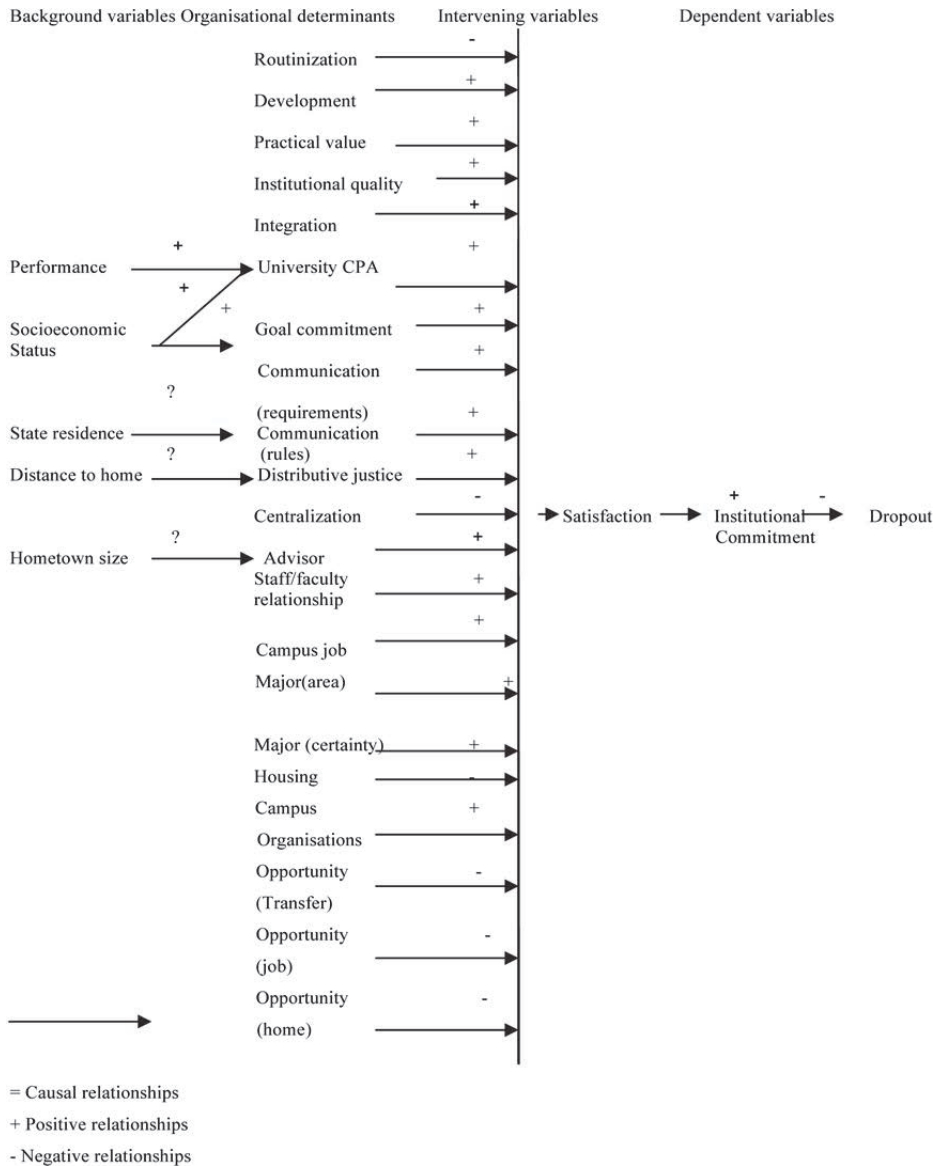 Background variables Organisational determinants Intervening variables Dependent variables
-
Routinization
+
Development
+
Practical value
+
Institutional quality
+
Integration
+ +
Performance University CPA
+
+ +
Socioeconomic Goal commitment
Status
+
Communication
?
(requirements) +
State residence Communication
? (rules) +
Distance to home Distributive justice
- + -
Centralization Satisfaction Institutional Dropout
Commitment
? +
Hometown size Advisor
Staff/faculty +
relationship
+
Campus job
Major(area) +
Major (certainty) +
Housing -
Campus +
Organisations
Opportunity -
(Transfer)
Opportunity -
(job)
Opportunity -
(home)
= Causal relationships
+ Positive relationships
- Negative relationships